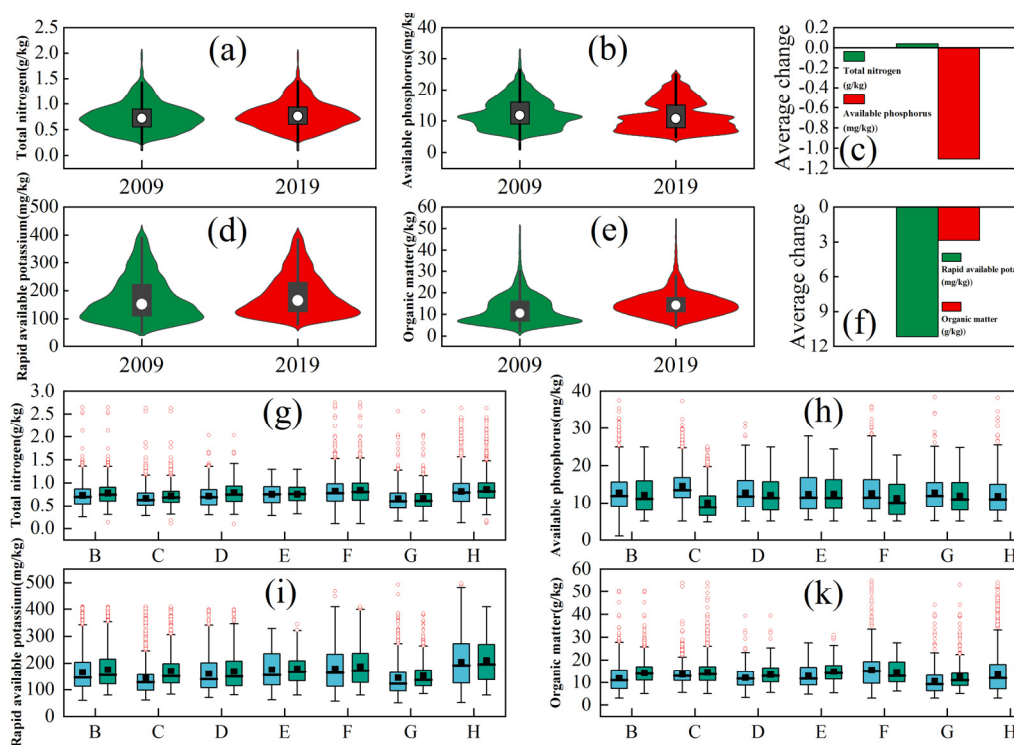 Total nitrogen(g/kg)
2.5
2.0
1.5
1.0
0.5
0.0
(a)
2009 2019
Available phosphorus(mg/kg)
40
30
20
10
0
(b)
2009 2019
Average change
0.2
0.0
-0.2
-0.4
-0.6
-0.8
-1.0
-1.2
Total nitrogen
(g/kg)
Available phosphorus
(mg/kg))
(c)
Rapid available potassium(mg/kg)
500
400
300
200
100
0
(d)
2009 2019
Organic matter(g/kg)
60
50
40
30
20
10
0
(e)
2009 2019
Average change
0
3
6
9
12
Rapid available pota
(mg/kg))
Organic matter
(g/kg))
(f)
Total nitrogen(g/kg)
3.0
2.5
2.0
1.5
1.0
0.5
0.0
(g)
B C D E F G H
Available phosphorus(mg/kg)
40
30
20
10
0
(h)
B C D E F G H
Rapid available potassium(mg/kg)
500
400
300
200
100
0
(i)
B C D E F G H
Organic matter(g/kg)
60
50
40
30
20
10
0
(k)
B C D E F G H